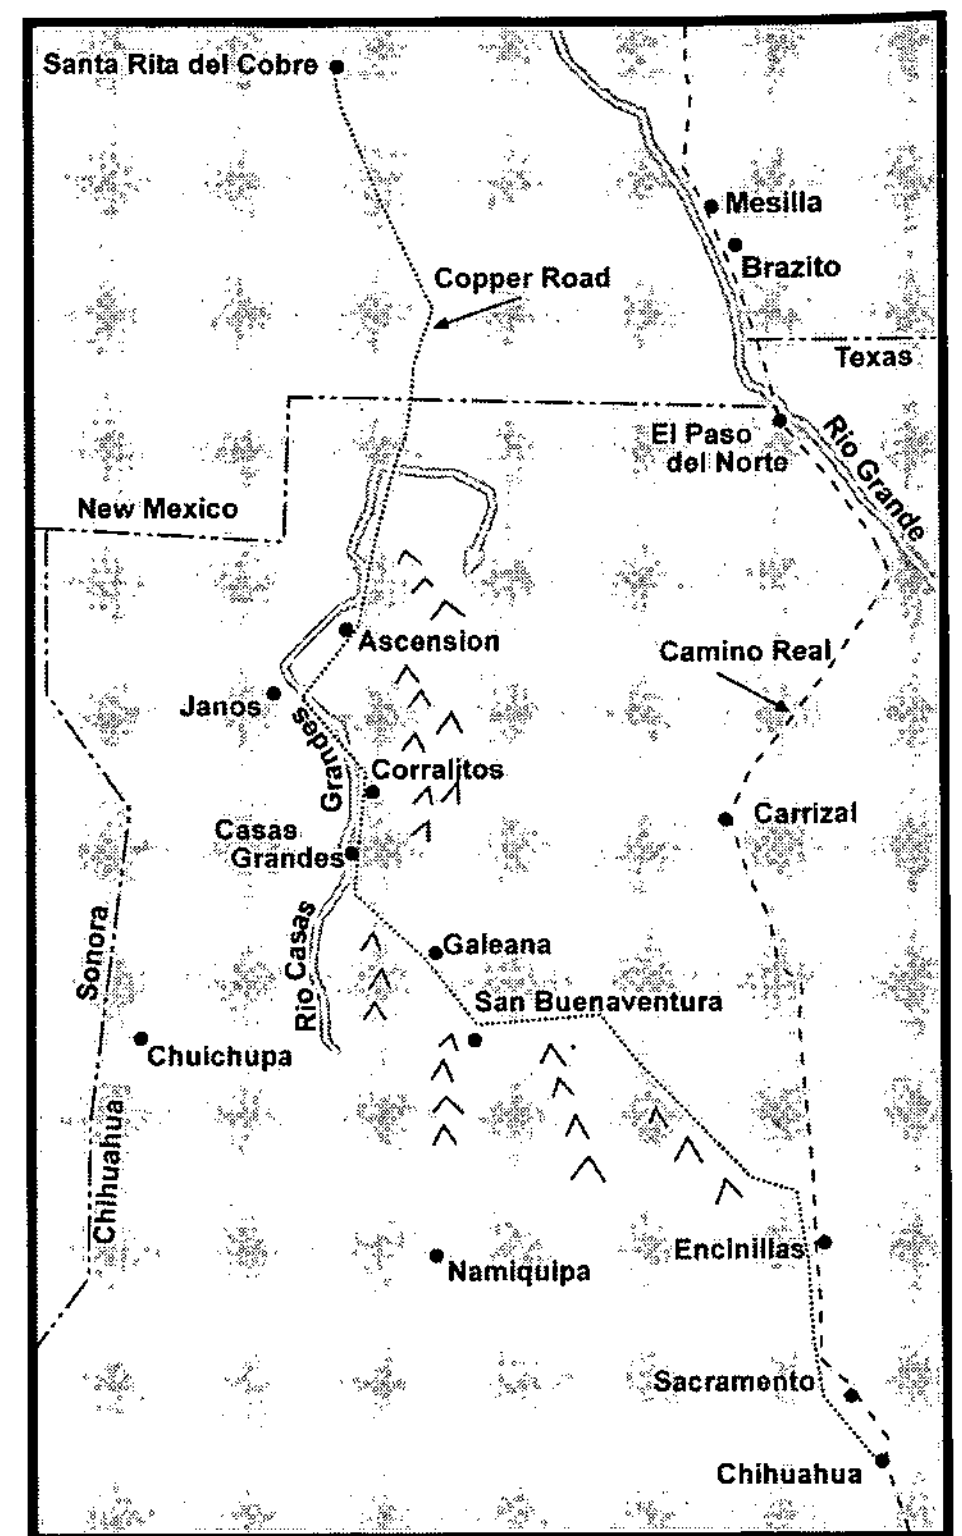 Santa Rita del Cobre
Mesilla
Brazito
Copper Road
Texas
El Paso
del Norte
Rio Grande
New Mexico
Ascension
Camino Real
Janos
Grandes
Corralitos
Carrizal
Casas
Grandes
Rio Casas
Sonora
Galeana
San Buenaventura
Chuichupa
Chihuahua
Encinillas
Namiquipa
Sacramento
Chihuahua